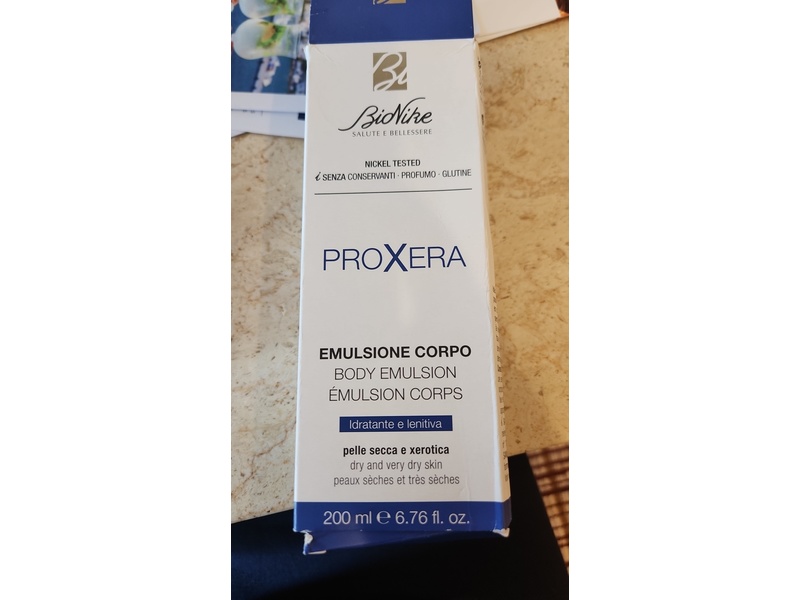 Bi
BioNike
SALUTE E BELLESSERE
NICKEL TESTED
i SENZA CONSERVANTI · PROFUMO · GLUTINE
PROXERA
EMULSIONE CORPO
BODY EMULSION
ÉMULSION CORPS
Idratante e lenitiva
pelle secca e xerotica
dry and very dry skin
peaux sèches et très sèches
200 ml ℮ 6.76 fl. oz.